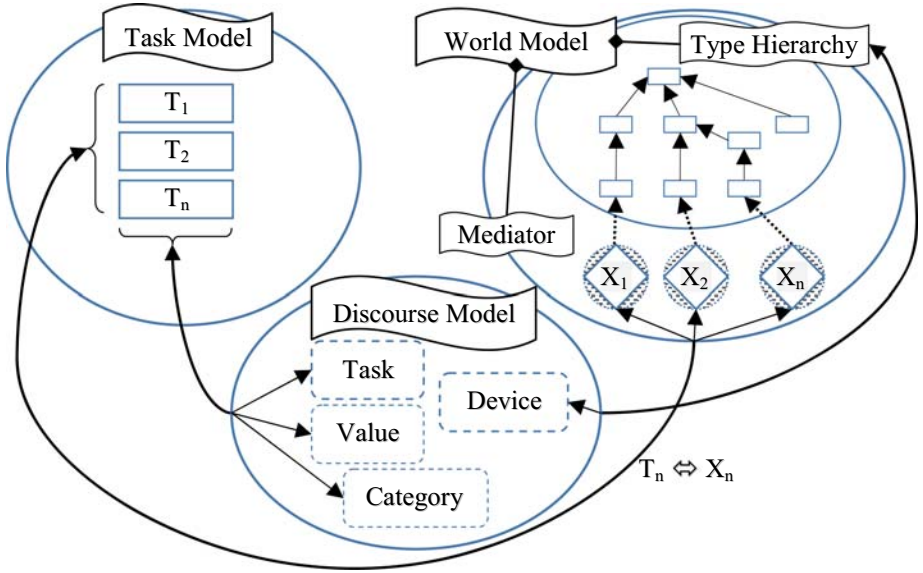 Task Model
T₁
T₂
Tₙ
World Model
Type Hierarchy
Mediator
X₁
X₂
Xₙ
Discourse Model
Task
Value
Category
Device
Tₙ ⇔ Xₙ